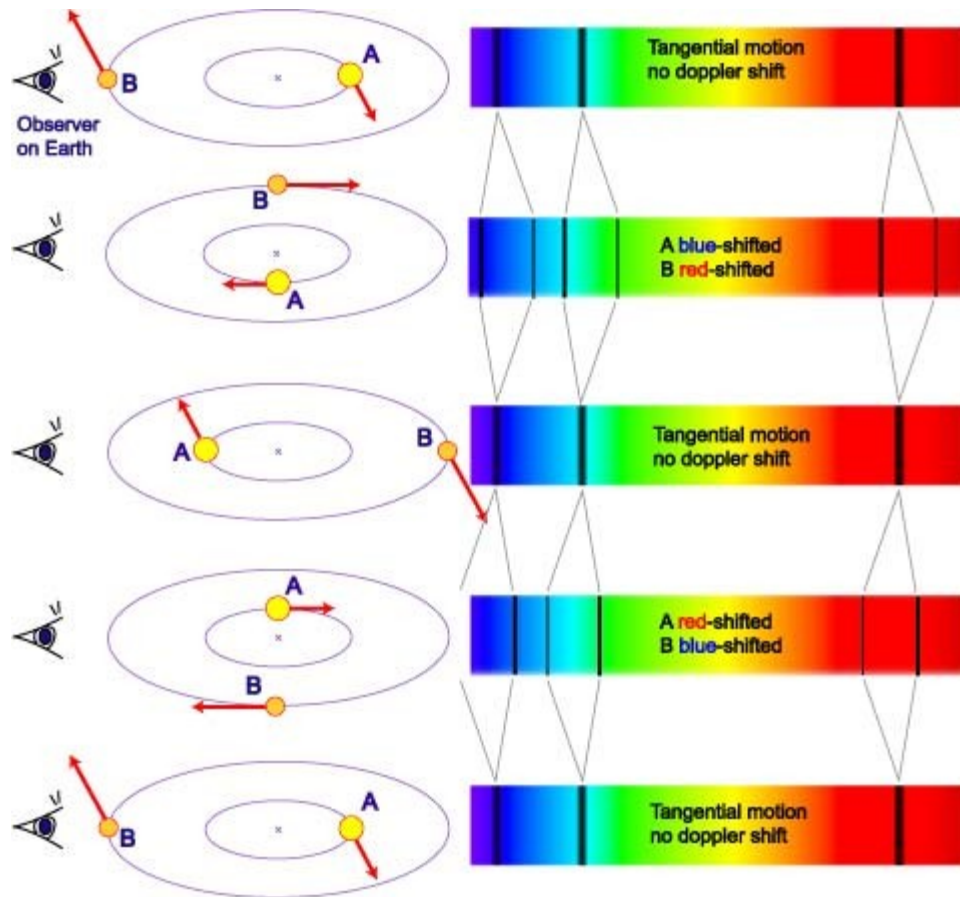 B
A
Observer
on Earth
Tangential motion
no doppler shift
B
A
A blue-shifted
B red-shifted
A
B
Tangential motion
no doppler shift
A
B
A red-shifted
B blue-shifted
B
A
Tangential motion
no doppler shift